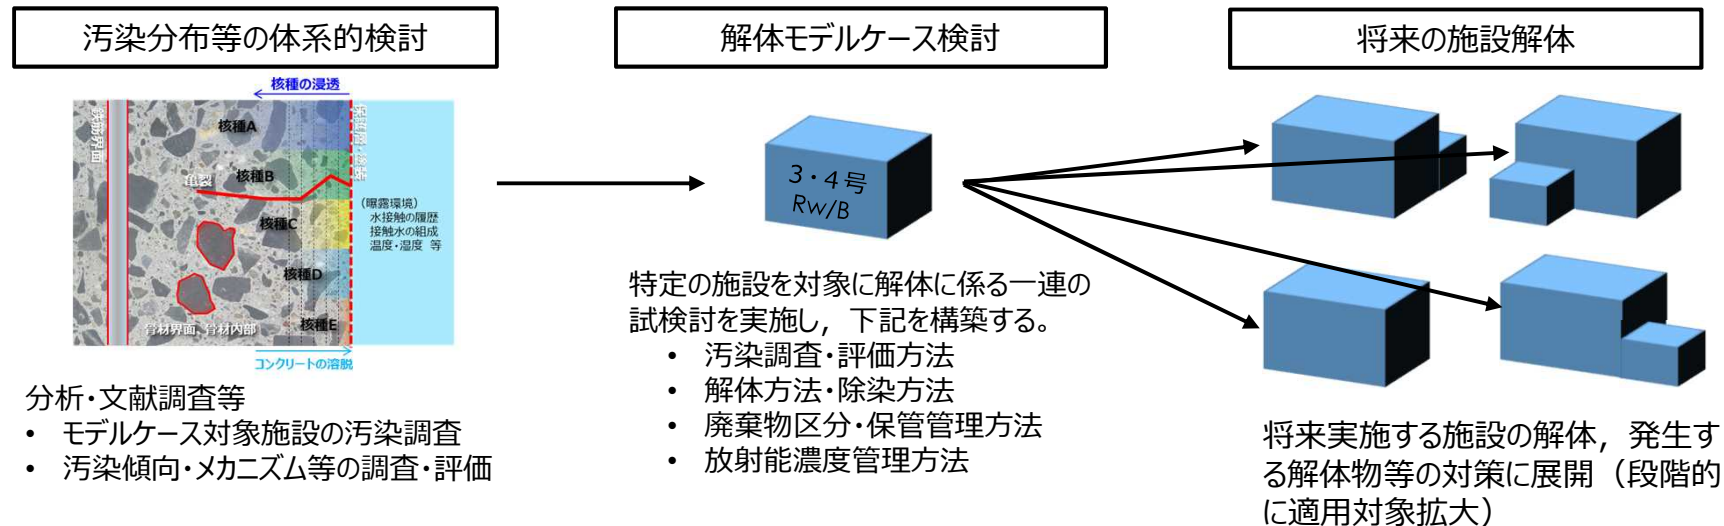 汚染分布等の体系的検討
核種の浸透
鉄筋界面
核種A
保護層・塗装
核種B
亀裂
(曝露環境)
水接触の履歴
接触水の組成
温度・湿度 等
核種C
核種D
骨材界面、骨材内部
核種E
コンクリートの溶脱
分析・文献調査等
• モデルケース対象施設の汚染調査
• 汚染傾向・メカニズム等の調査・評価
解体モデルケース検討
3・4号
Rw/B
特定の施設を対象に解体に係る一連の
試検討を実施し，下記を構築する。
• 汚染調査・評価方法
• 解体方法・除染方法
• 廃棄物区分・保管管理方法
• 放射能濃度管理方法
将来の施設解体
将来実施する施設の解体，発生す
る解体物等の対策に展開（段階的
に適用対象拡大）